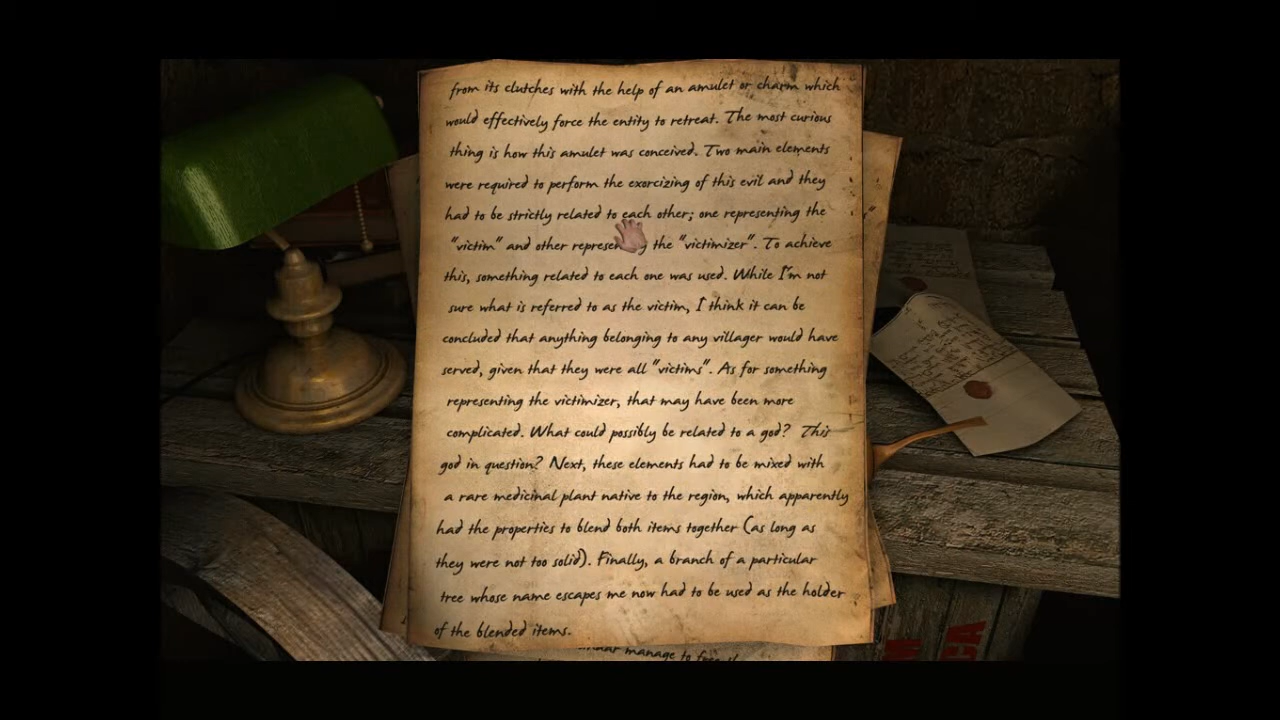 from its clutches with the help of an amulet or charm which
would effectively force the entity to retreat. The most curious
thing is how this amulet was conceived. Two main elements
were required to perform the exorcizing of this evil and they
had to be strictly related to each other; one representing the
"victim" and other represen the "victimizer". To achieve
this, something related to each one was used. While I'm not
sure what is referred to as the victim, I think it can be
concluded that anything belonging to any villager would have
served, given that they were all "victims". As for something
representing the victimizer, that may have been more
complicated. What could possibly be related to a god? This
god in question? Next, these elements had to be mixed with
a rare medicinal plant native to the region, which apparently
had the properties to blend both items together (as long as
they were not too solid). Finally, a branch of a particular
tree whose name escapes me now had to be used as the holder
of the blended items.
manage to